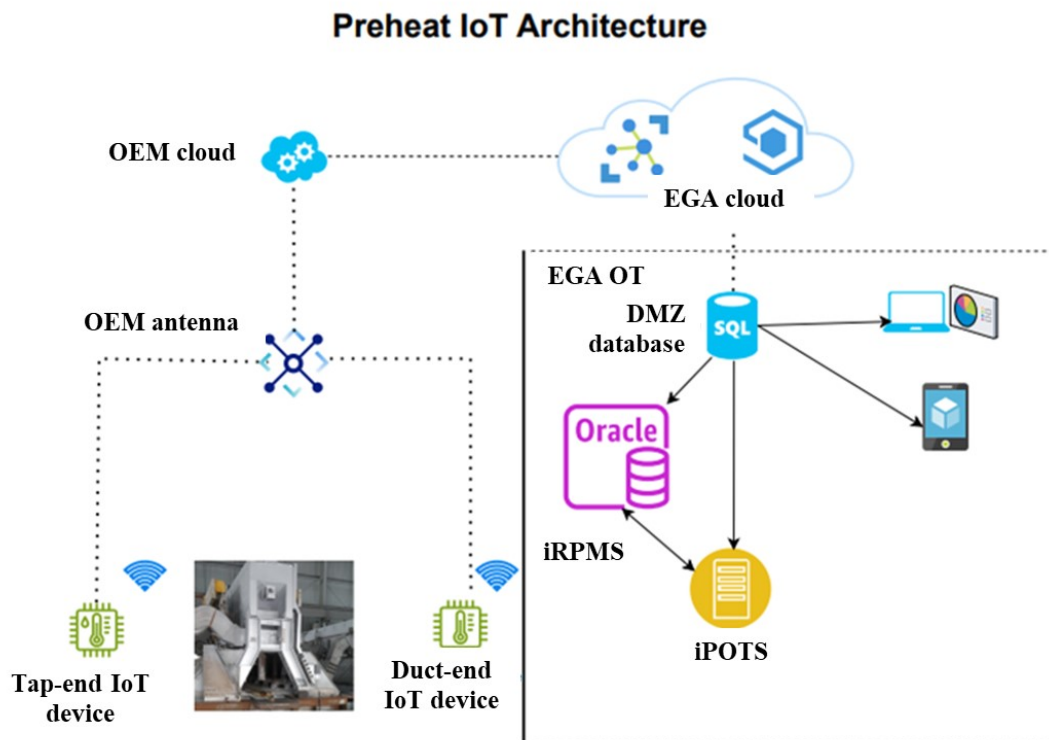 Preheat IoT Architecture
OEM cloud
EGA cloud
EGA OT
OEM antenna
DMZ
database
SQL
Oracle
iRPMS
iPOTS
Tap-end IoT
device
Duct-end
IoT device